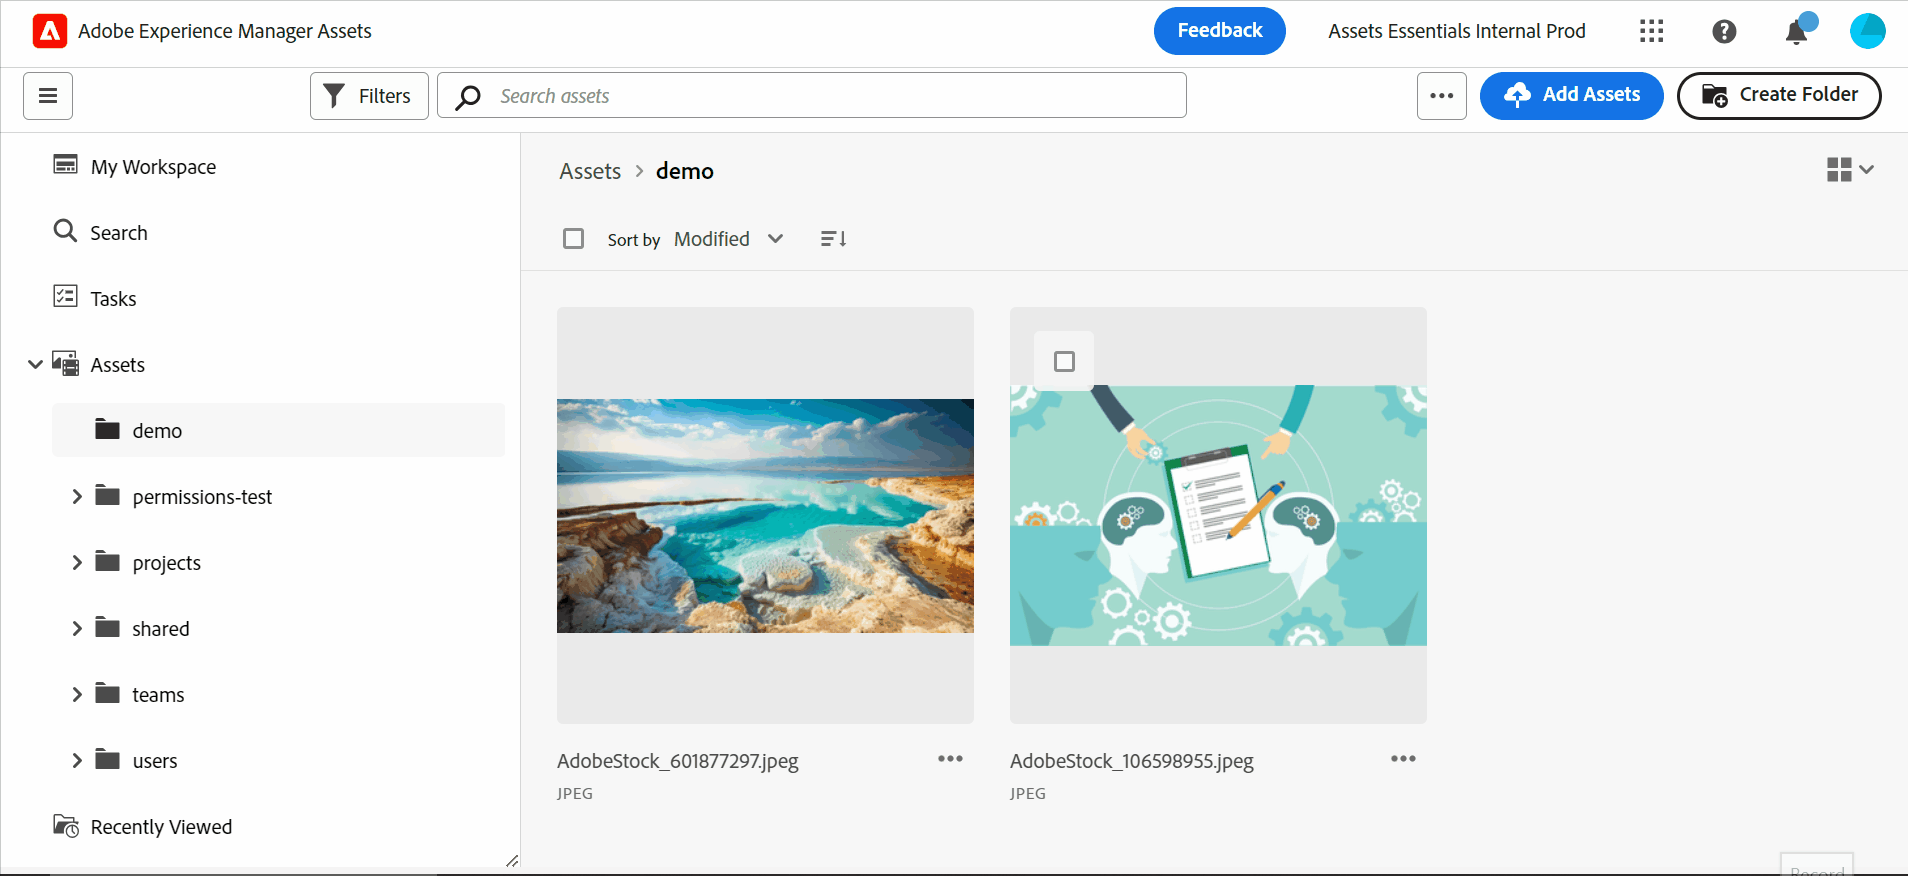 Adobe Experience Manager Assets
Feedback
Assets Essentials Internal Prod
Filters
Search assets
Add Assets
Create Folder
My Workspace
Search
Tasks
Assets
demo
permissions-test
projects
shared
teams
users
Recently Viewed
Assets > demo
Sort by Modified
AdobeStock_601877297.jpeg
JPEG
AdobeStock_106598955.jpeg
JPEG
Record